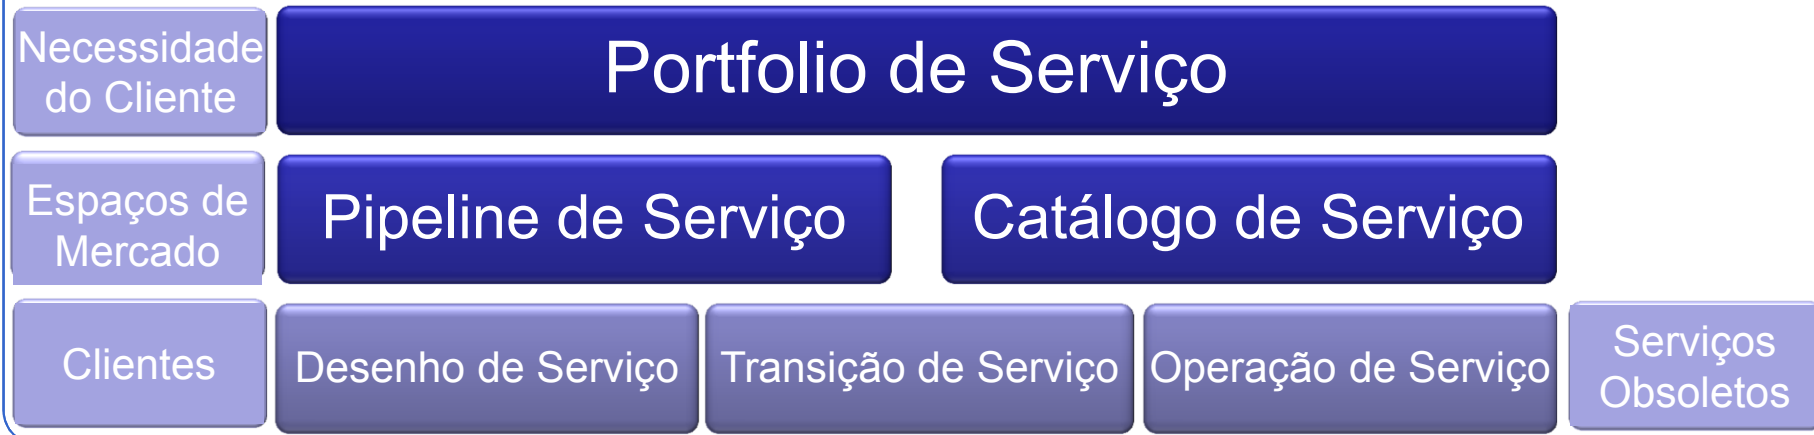 Necessidade
do Cliente
Portfolio de Serviço
Espaços de
Mercado
Pipeline de Serviço
Catálogo de Serviço
Clientes
Desenho de Serviço
Transição de Serviço
Operação de Serviço
Serviços
Obsoletos